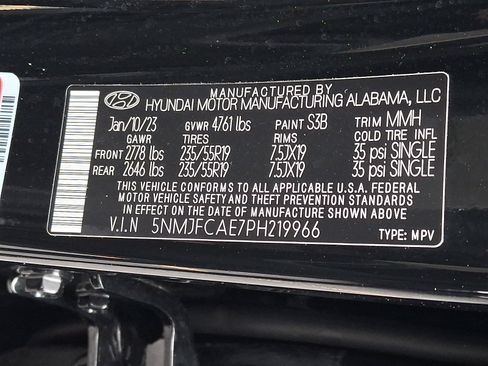 MANUFACTURED BY
HYUNDAI MOTOR MANUFACTURING ALABAMA, LLC
Jan/10/23 GVWR 4761 lbs PAINT S3B TRIM MMH
GAWR TIRES RIMS COLD TIRE INFL
FRONT 2778 lbs 235/55R19 7.5JX19 35 psi SINGLE
REAR 2646 lbs 235/55R19 7.5JX19 35 psi SINGLE
THIS VEHICLE CONFORMS TO ALL APPLICABLE U.S.A. FEDERAL
MOTOR VEHICLE SAFETY AND THEFT PREVENTION STANDARDS
IN EFFECT ON THE DATE OF MANUFACTURE SHOWN ABOVE
V.I.N 5NMJFCAE7PH219966 TYPE: MPV